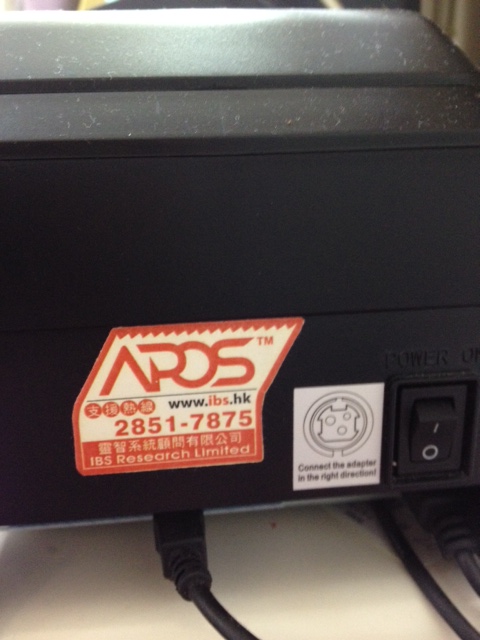 APOS™
支援熱線 www.ibs.hk
2851-7875
靈智系統顧問有限公司
IBS Research Limited
Connect the adapter
in the right direction!
POWER ON